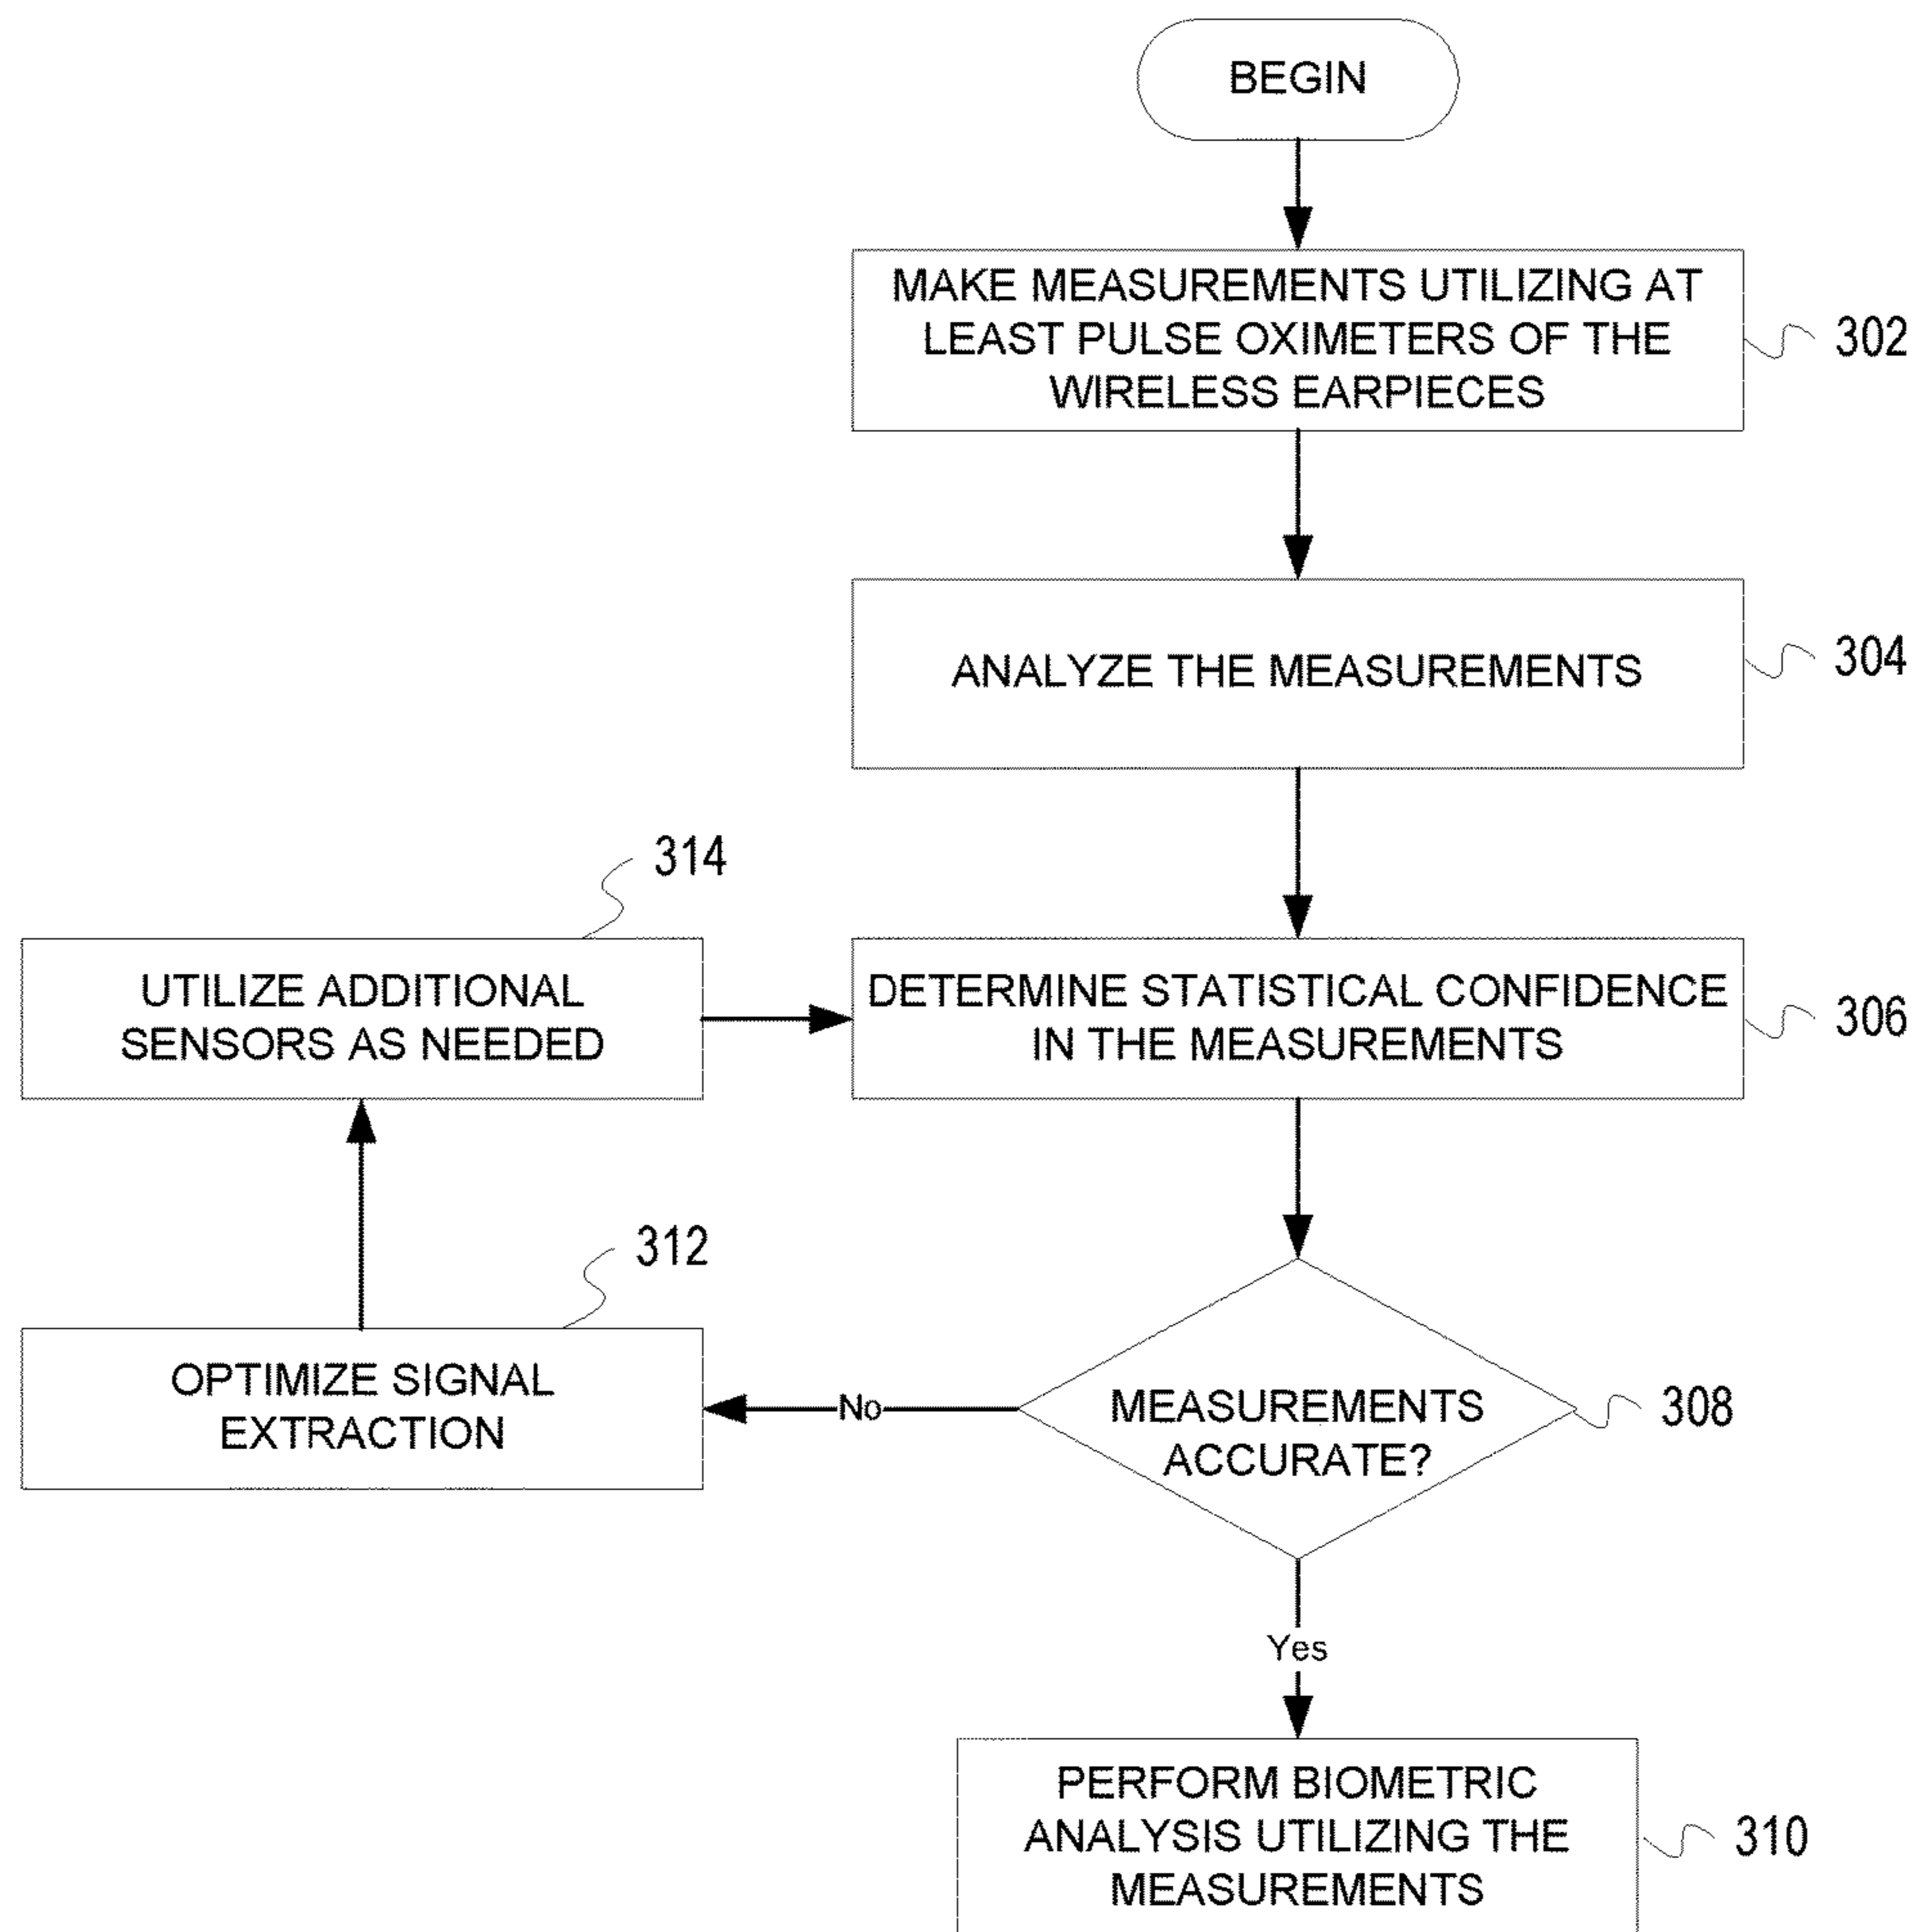 BEGIN
MAKE MEASUREMENTS UTILIZING AT
LEAST PULSE OXIMETERS OF THE
WIRELESS EARPIECES
302
ANALYZE THE MEASUREMENTS
304
314
UTILIZE ADDITIONAL
SENSORS AS NEEDED
DETERMINE STATISTICAL CONFIDENCE
IN THE MEASUREMENTS
306
312
OPTIMIZE SIGNAL
EXTRACTION
No
MEASUREMENTS
ACCURATE?
308
Yes
PERFORM BIOMETRIC
ANALYSIS UTILIZING THE
MEASUREMENTS
310